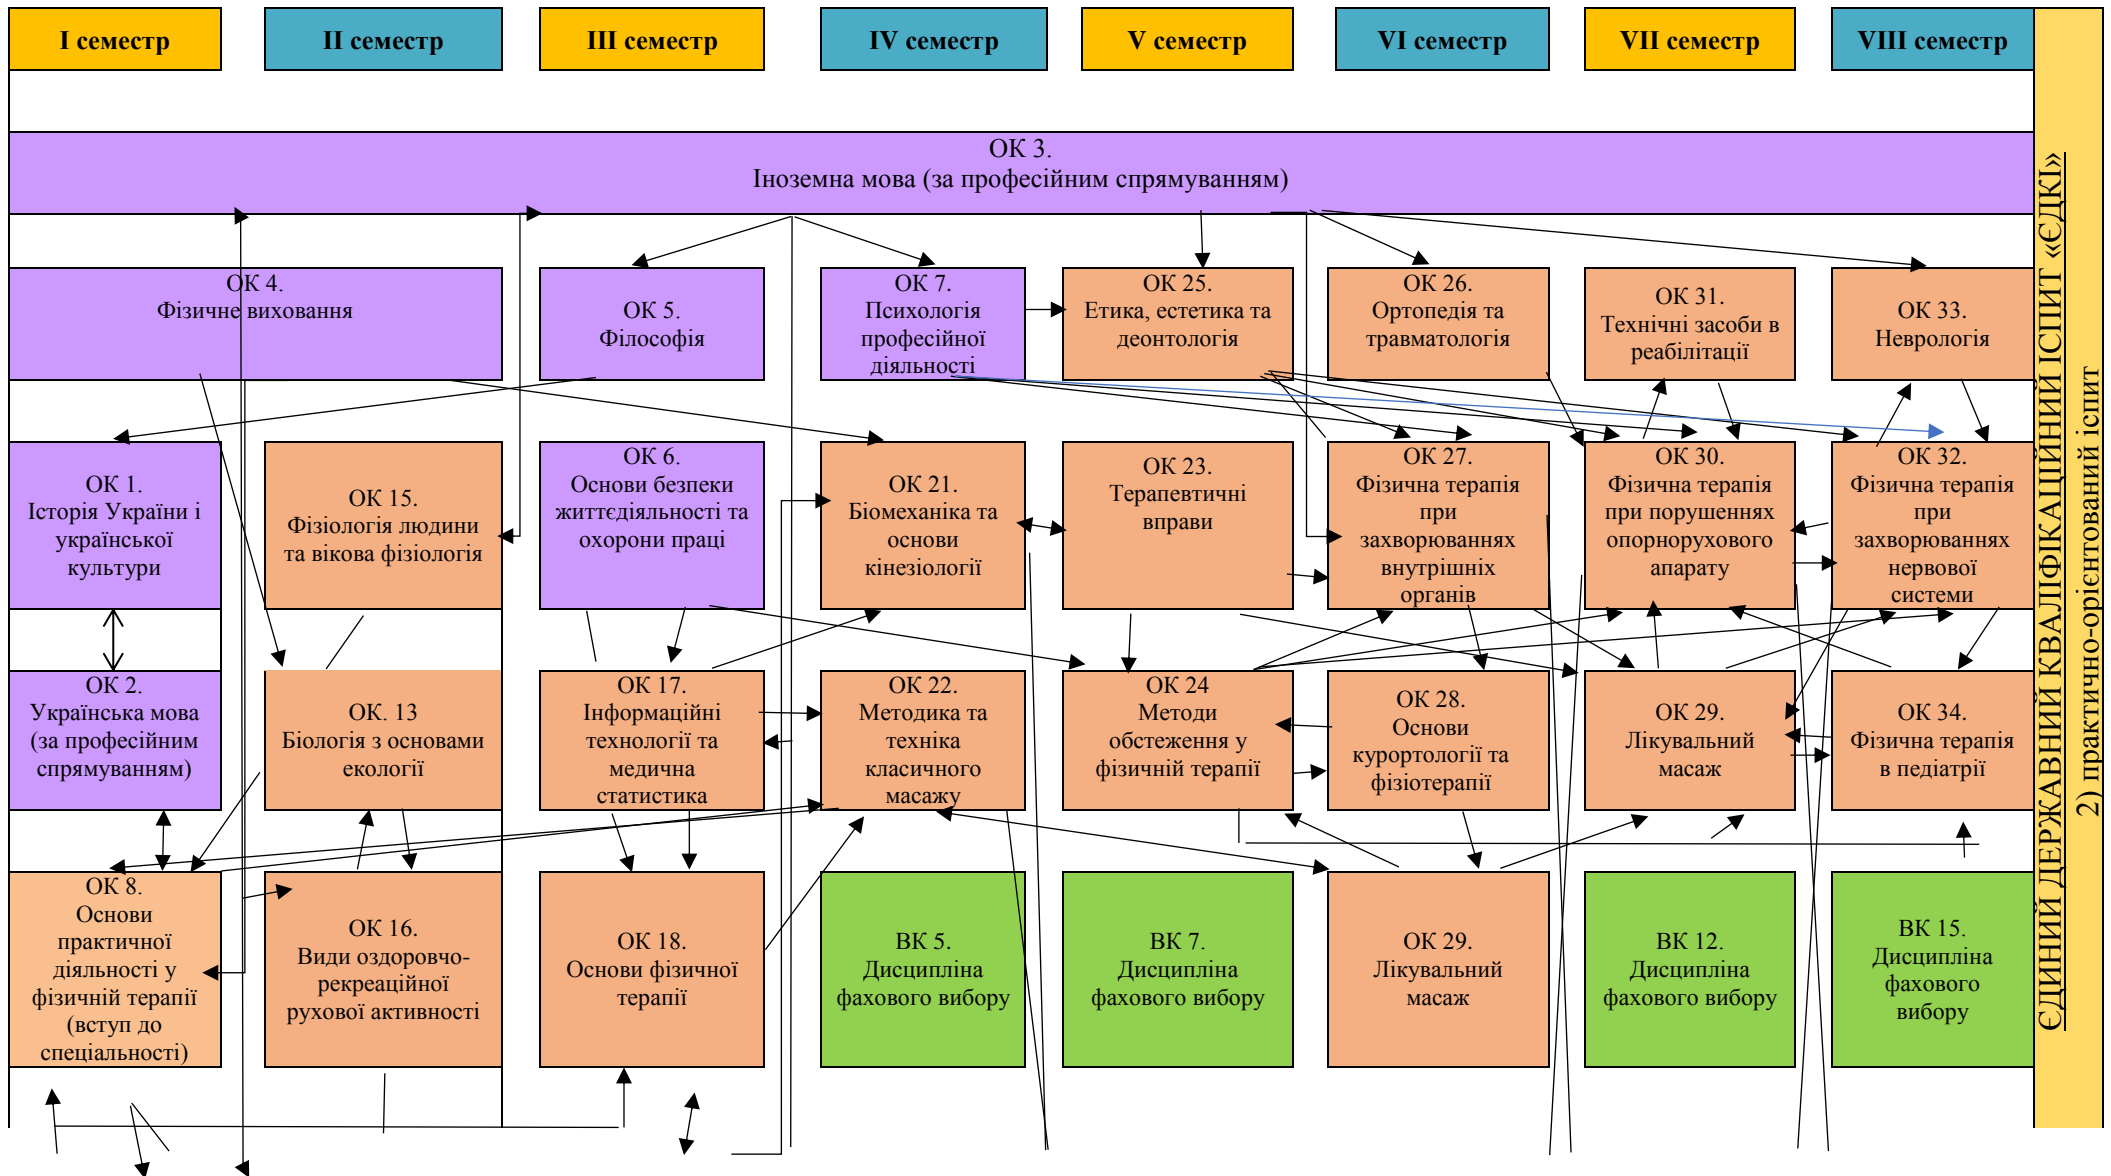 I семестр
II семестр
III семестр
IV семестр
V семестр
VI семестр
VII семестр
VIII семестр
ОК 3.
Іноземна мова (за професійним спрямуванням)
ОК 4.
Фізичне виховання
ОК 5.
Філософія
ОК 7.
Психологія
професійної
діяльності
ОК 25.
Етика, естетика та
деонтологія
ОК 26.
Ортопедія та
травматологія
ОК 31.
Технічні засоби в
реабілітації
ОК 33.
Неврологія
ОК 1.
Історія України і
української
культури
ОК 15.
Фізіологія людини
та вікова фізіологія
ОК 6.
Основи безпеки
життєдіяльності та
охорони праці
ОК 21.
Біомеханіка та
основи
кінезіології
ОК 23.
Терапевтичні
вправи
ОК 27.
Фізична терапія
при
захворюваннях
внутрішніх
органів
ОК 30.
Фізична терапія
при порушеннях
опорнорухового
апарату
ОК 32.
Фізична терапія
при
захворюваннях
нервової
системи
ОК 2.
Українська мова
(за професійним
спрямуванням)
ОК. 13
Біологія з основами
екології
ОК 17.
Інформаційні
технології та
медична
статистика
ОК 22.
Методика та
техніка
класичного
масажу
ОК 24
Методи
обстеження у
фізичній терапії
ОК 28.
Основи
курортології та
фізіотерапії
ОК 29.
Лікувальний
масаж
ОК 34.
Фізична терапія
в педіатрії
ОК 8.
Основи
практичної
діяльності у
фізичній терапії
(вступ до
спеціальності)
ОК 16.
Види оздоровчо-
рекреаційної
рухової активності
ОК 18.
Основи фізичної
терапії
ВК 5.
Дисципліна
фахового вибору
ВК 7.
Дисципліна
фахового вибору
ОК 29.
Лікувальний
масаж
ВК 12.
Дисципліна
фахового вибору
ВК 15.
Дисципліна
фахового
вибору
ЄДИНИЙ ДЕРЖАВНИЙ КВАЛІФІКАЦІЙНИЙ ІСПИТ «ЄДКІ»
2) практично-орієнтований іспит